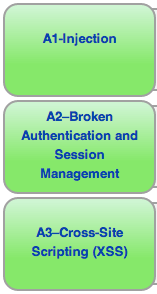 A1-Injection
A2–Broken
Authentication and
Session
Management
A3–Cross-Site
Scripting (XSS)